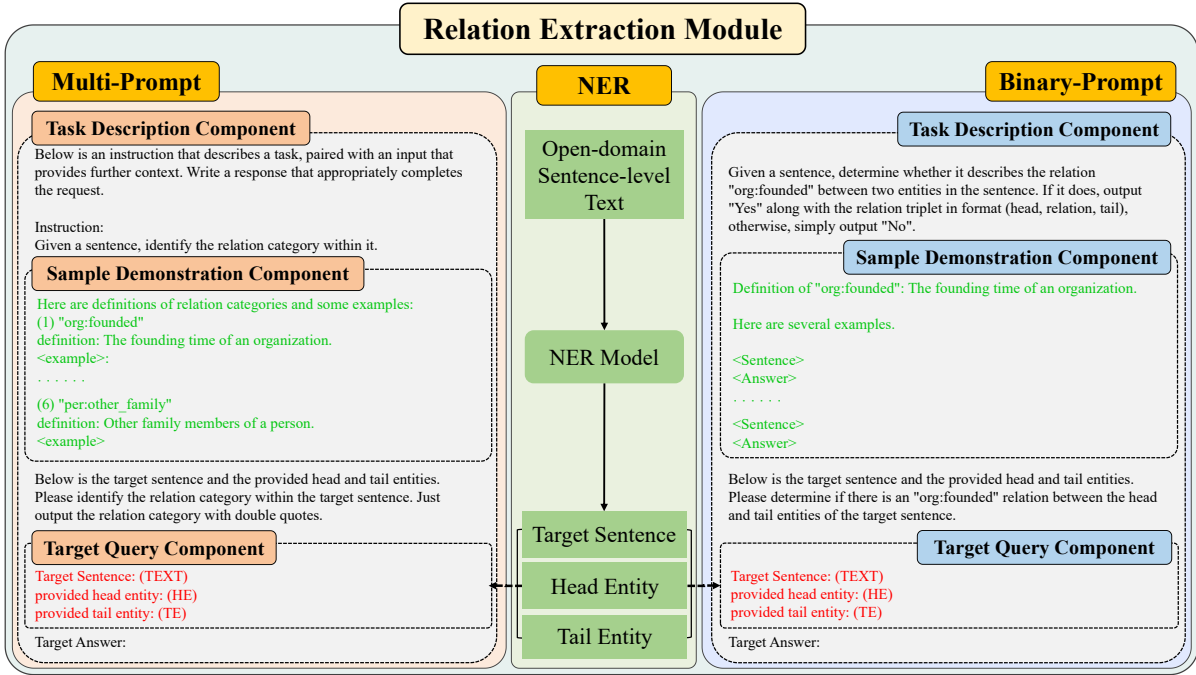 Relation Extraction Module
Multi-Prompt
Task Description Component
Below is an instruction that describes a task, paired with an input that
provides further context. Write a response that appropriately completes
the request.
Instruction:
Given a sentence, identify the relation category within it.
Sample Demonstration Component
Here are definitions of relation categories and some examples:
(1) "org:founded"
definition: The founding time of an organization.
<example>:
. . . . . .
(6) "per:other_family"
definition: Other family members of a person.
<example>
Below is the target sentence and the provided head and tail entities.
Please identify the relation category within the target sentence. Just
output the relation category with double quotes.
Target Query Component
Target Sentence: (TEXT)
provided head entity: (HE)
provided tail entity: (TE)
Target Answer:
NER
Open-domain
Sentence-level
Text
NER Model
Target Sentence
Head Entity
Tail Entity
Binary-Prompt
Task Description Component
Given a sentence, determine whether it describes the relation
"org:founded" between two entities in the sentence. If it does, output
"Yes" along with the relation triplet in format (head, relation, tail),
otherwise, simply output "No".
Sample Demonstration Component
Definition of "org:founded": The founding time of an organization.
Here are several examples.
<Sentence>
<Answer>
. . . . . .
<Sentence>
<Answer>
Below is the target sentence and the provided head and tail entities.
Please determine if there is an "org:founded" relation between the head
and tail entities of the target sentence.
Target Query Component
Target Sentence: (TEXT)
provided head entity: (HE)
provided tail entity: (TE)
Target Answer: